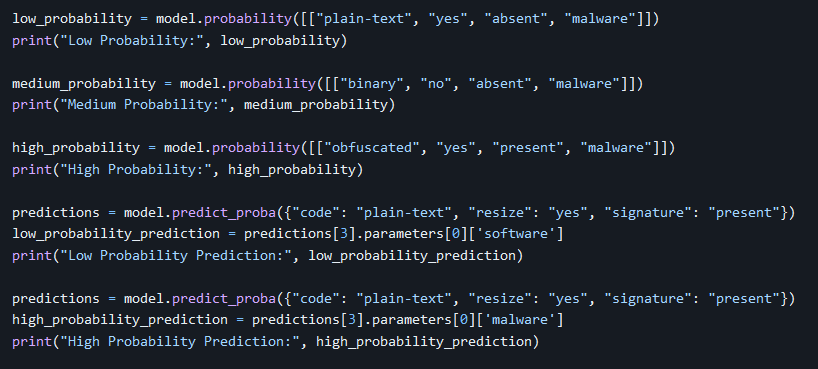 low_probability = model.probability([["plain-text", "yes", "absent", "malware"]])
print("Low Probability:", low_probability)
medium_probability = model.probability([["binary", "no", "absent", "malware"]])
print("Medium Probability:", medium_probability)
high_probability = model.probability([["obfuscated", "yes", "present", "malware"]])
print("High Probability:", high_probability)
predictions = model.predict_proba({"code": "plain-text", "resize": "yes", "signature": "present"})
low_probability_prediction = predictions[3].parameters[0]['software']
print("Low Probability Prediction:", low_probability_prediction)
predictions = model.predict_proba({"code": "plain-text", "resize": "yes", "signature": "present"})
high_probability_prediction = predictions[3].parameters[0]['malware']
print("High Probability Prediction:", high_probability_prediction)